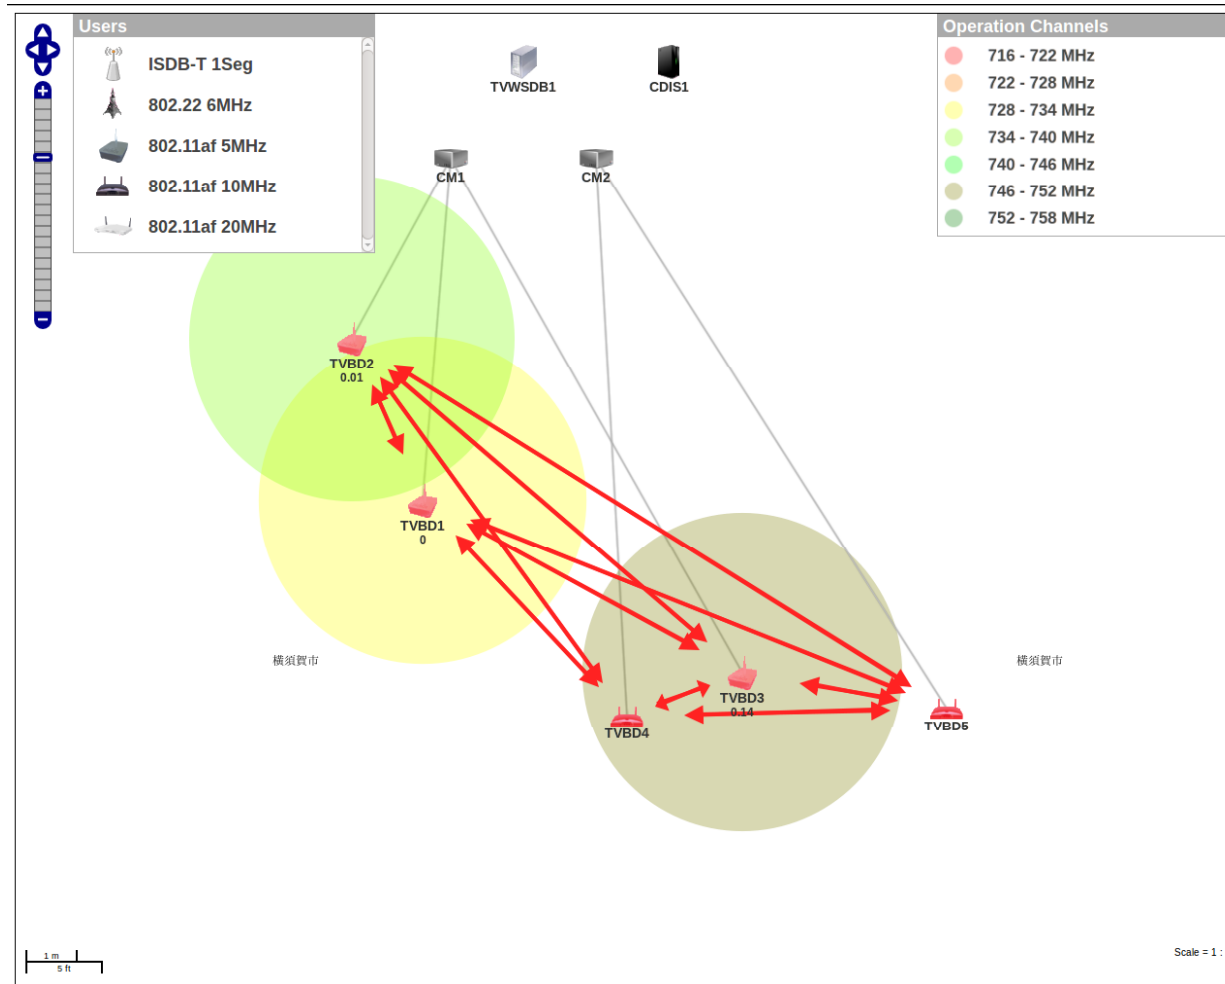 Users
ISDB-T 1Seg
802.22 6MHz
802.11af 5MHz
802.11af 10MHz
802.11af 20MHz
TVWSDB1
CDIS1
Operation Channels
716 - 722 MHz
722 - 728 MHz
728 - 734 MHz
734 - 740 MHz
740 - 746 MHz
746 - 752 MHz
752 - 758 MHz
CM1
CM2
TVBD2
0.01
TVBD1
0
横須賀市
横須賀市
TVBD3
0.14
TVBD4
TVBD5
1 m
5 ft
Scale = 1 :